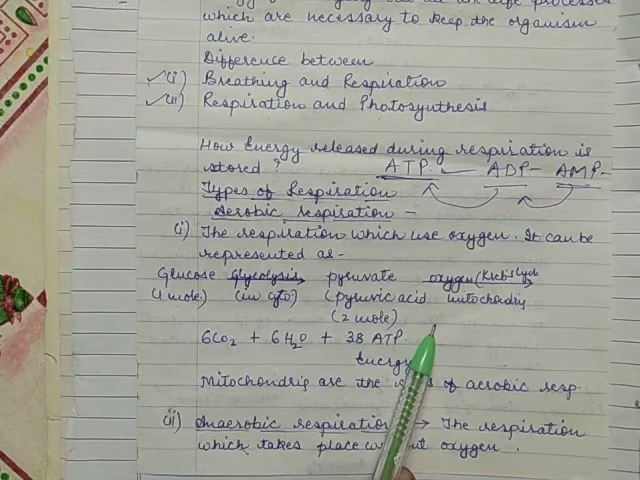 which are necessary to keep the organism
alive.
Difference between
(i) Breathing and Respiration
(ii) Respiration and Photosynthesis
How Energy released during respiration is
stored? ATP ADP AMP
Types of Respiration
Aerobic respiration -
(i) The respiration which use oxygen. It can be
represented as -
Glucose Glycolysis pyruvate oxygen (Kreb's Cycle
(1 mole) (in cyto) (pyruvic acid mitochondria
(2 mole)
6CO2 + 6H2O + 38 ATP
Energy
Mitochondria are the of aerobic resp.
(ii) Anaerobic respiration → The respiration
which takes place oxygen.